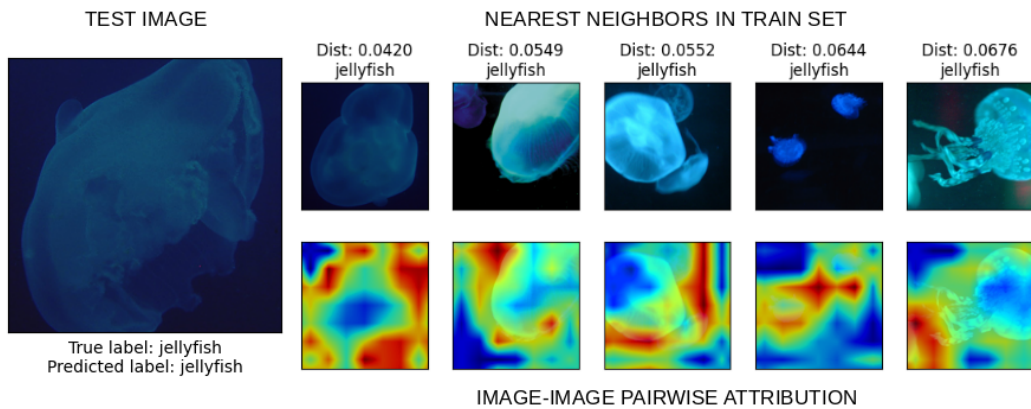 TEST IMAGE
NEAREST NEIGHBORS IN TRAIN SET
Dist: 0.0420
jellyfish
Dist: 0.0549
jellyfish
Dist: 0.0552
jellyfish
Dist: 0.0644
jellyfish
Dist: 0.0676
jellyfish
True label: jellyfish
Predicted label: jellyfish
IMAGE-IMAGE PAIRWISE ATTRIBUTION